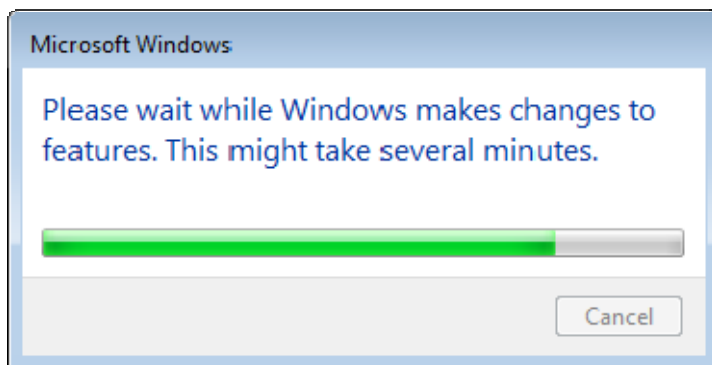 Microsoft Windows
Please wait while Windows makes changes to
features. This might take several minutes.
Cancel